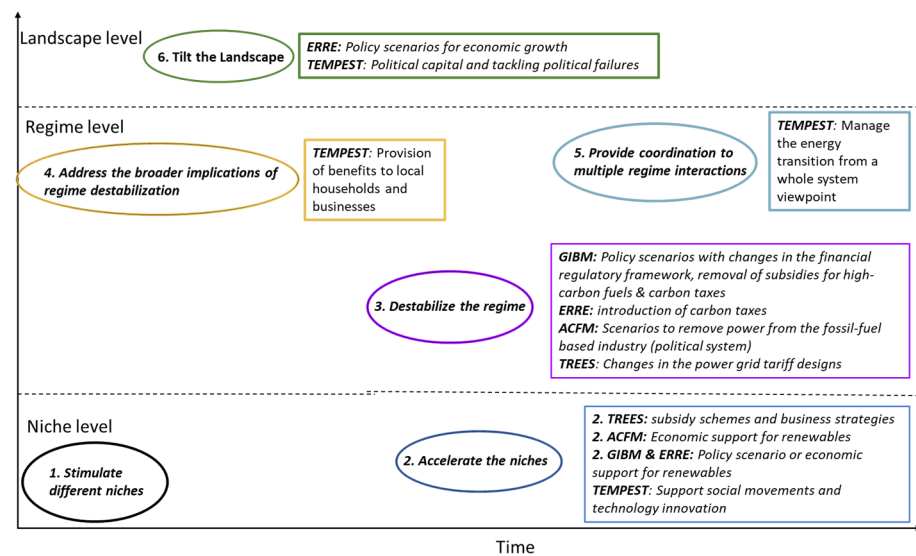 Landscape level
6. Tilt the Landscape
ERRE: Policy scenarios for economic growth
TEMPEST: Political capital and tackling political failures
Regime level
4. Address the broader implications of
regime destabilization
TEMPEST: Provision
of benefits to local
households and
businesses
5. Provide coordination to
multiple regime interactions
TEMPEST: Manage
the energy
transition from a
whole system
viewpoint
3. Destabilize the regime
GIBM: Policy scenarios with changes in the financial
regulatory framework, removal of subsidies for high-
carbon fuels & carbon taxes
ERRE: introduction of carbon taxes
ACFM: Scenarios to remove power from the fossil-fuel
based industry (political system)
TREES: Changes in the power grid tariff designs
Niche level
1. Stimulate
different niches
2. Accelerate the niches
2. TREES: subsidy schemes and business strategies
2. ACFM: Economic support for renewables
2. GIBM & ERRE: Policy scenario or economic
support for renewables
TEMPEST: Support social movements and
technology innovation
Time